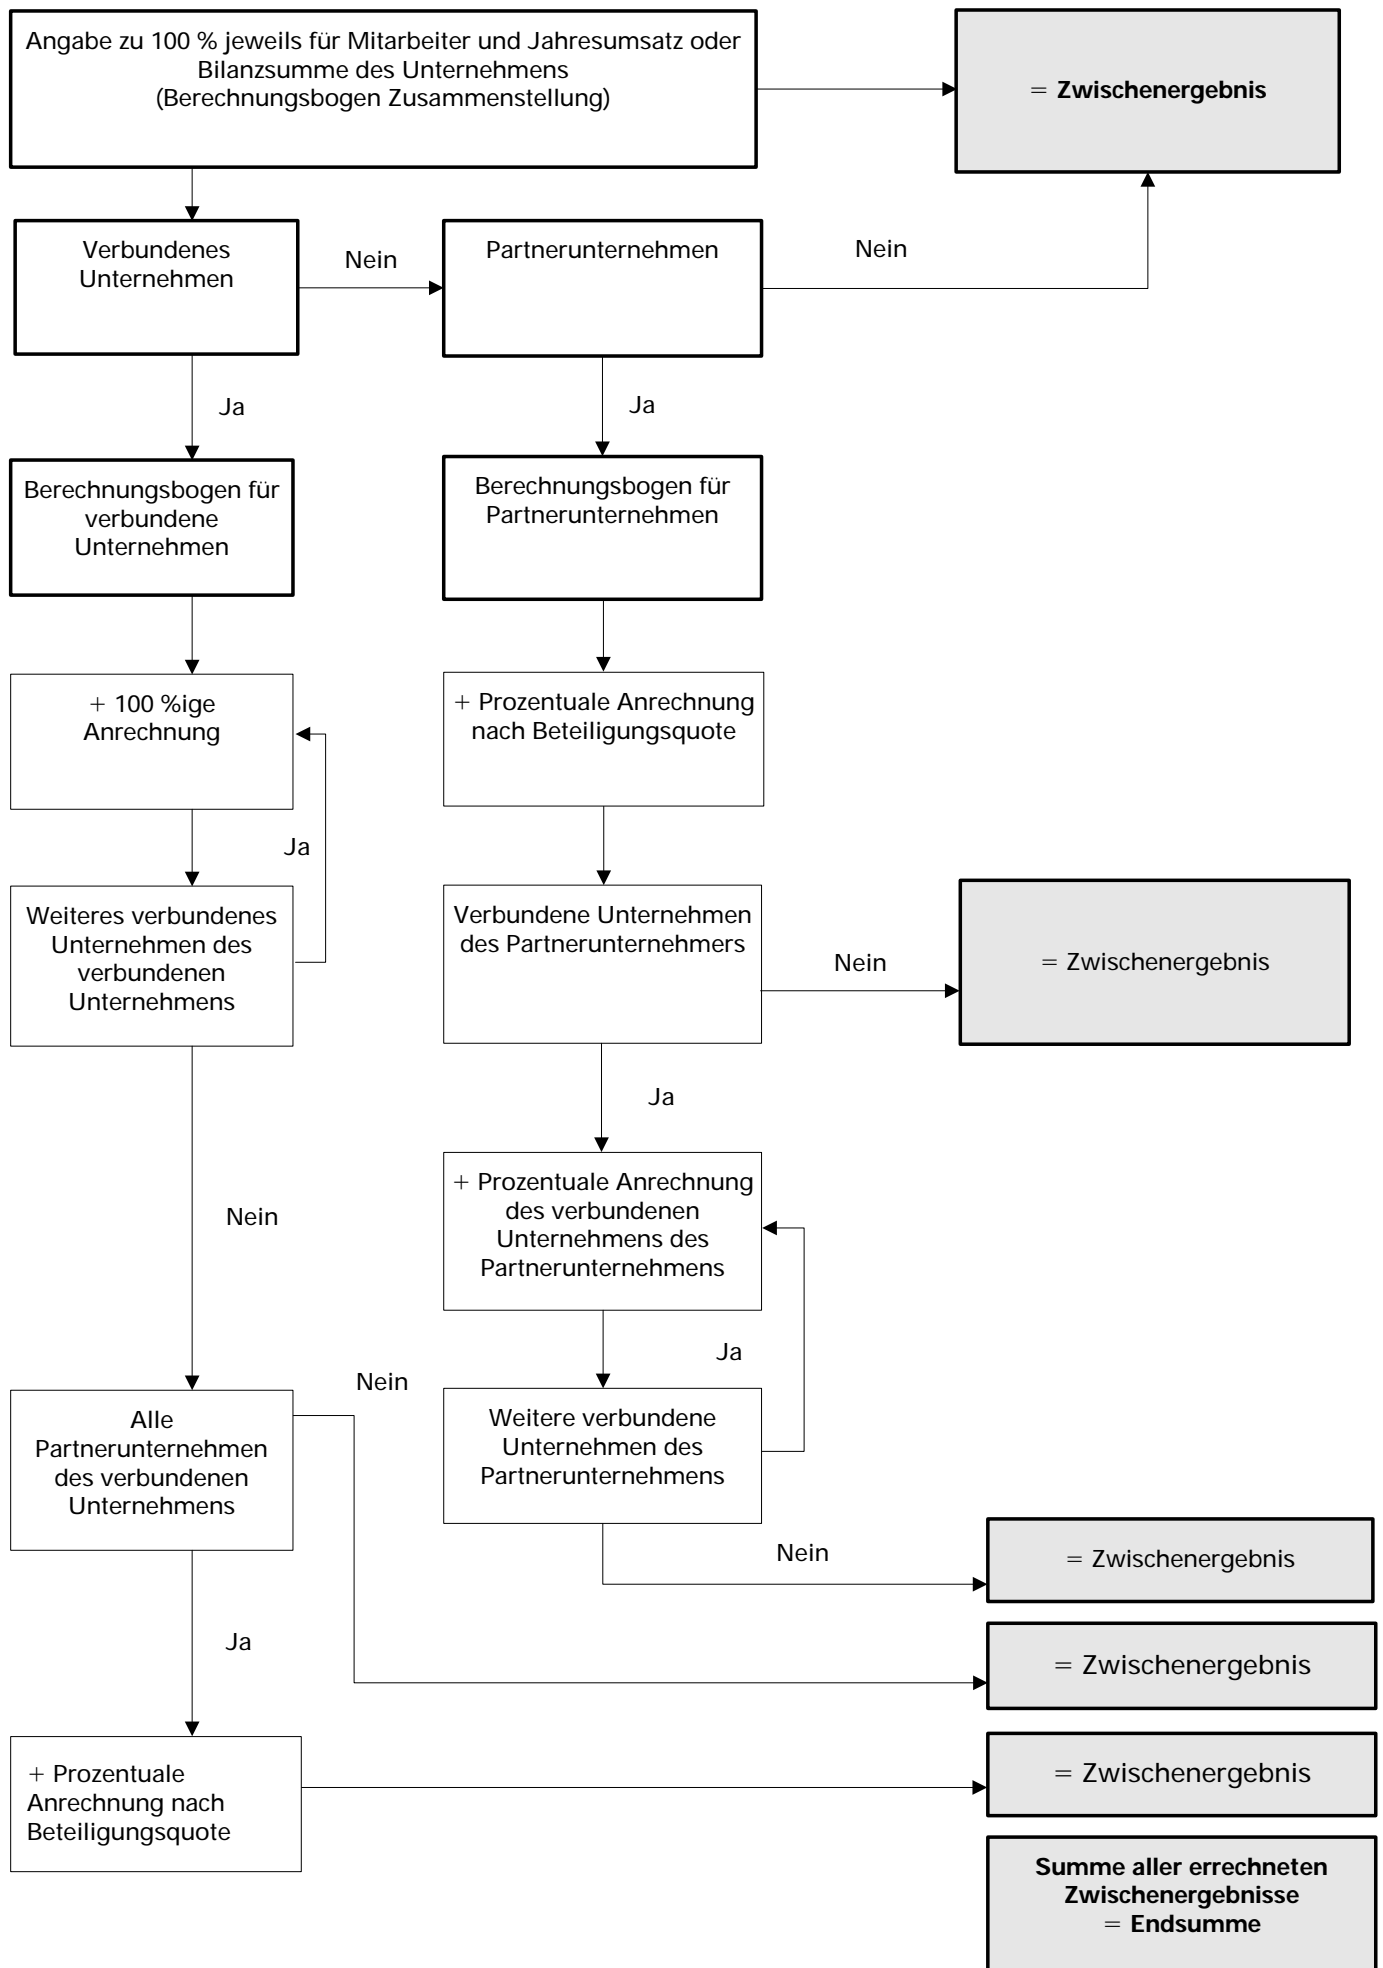 Angabe zu 100 % jeweils für Mitarbeiter und Jahresumsatz oder
Bilanzsumme des Unternehmens
(Berechnungsbogen Zusammenstellung)
= Zwischenergebnis
Verbundenes
Unternehmen
Nein
Partnerunternehmen
Nein
Ja
Ja
Berechnungsbogen für
verbundene
Unternehmen
Berechnungsbogen für
Partnerunternehmen
+ 100 %ige
Anrechnung
+ Prozentuale Anrechnung
nach Beteiligungsquote
Ja
Weiteres verbundenes
Unternehmen des
verbundenen
Unternehmens
Verbundene Unternehmen
des Partnerunternehmers
Nein
= Zwischenergebnis
Ja
Nein
+ Prozentuale Anrechnung
des verbundenen
Unternehmens des
Partnerunternehmens
Ja
Nein
Alle
Partnerunternehmen
des verbundenen
Unternehmens
Weitere verbundene
Unternehmen des
Partnerunternehmens
Nein
= Zwischenergebnis
Ja
= Zwischenergebnis
+ Prozentuale
Anrechnung nach
Beteiligungsquote
= Zwischenergebnis
Summe aller errechneten
Zwischenergebnisse
= Endsumme